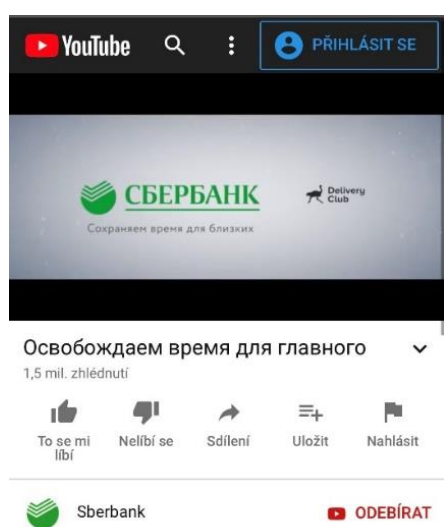 YouTube
PŘIHLÁSIT SE
СБЕРБАНК
Delivery
Club
Сохраняем время для близких
Освобождаем время для главного
1,5 mil. zhlédnutí
To se mi
líbí
Nelíbí se
Sdílení
Uložit
Nahlásit
Sberbank
ODEBÍRAT